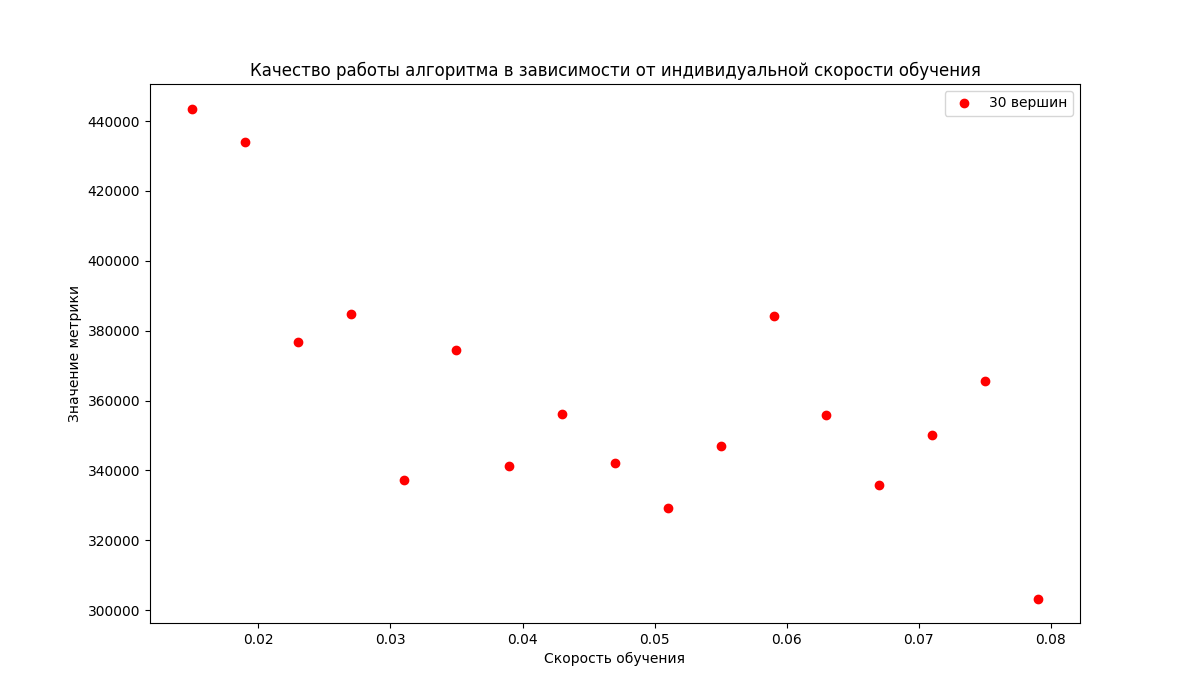 Качество работы алгоритма в зависимости от индивидуальной скорости обучения
30 вершин
440000
420000
400000
380000
360000
340000
320000
300000
Значение метрики
0.02 0.03 0.04 0.05 0.06 0.07 0.08
Скорость обучения